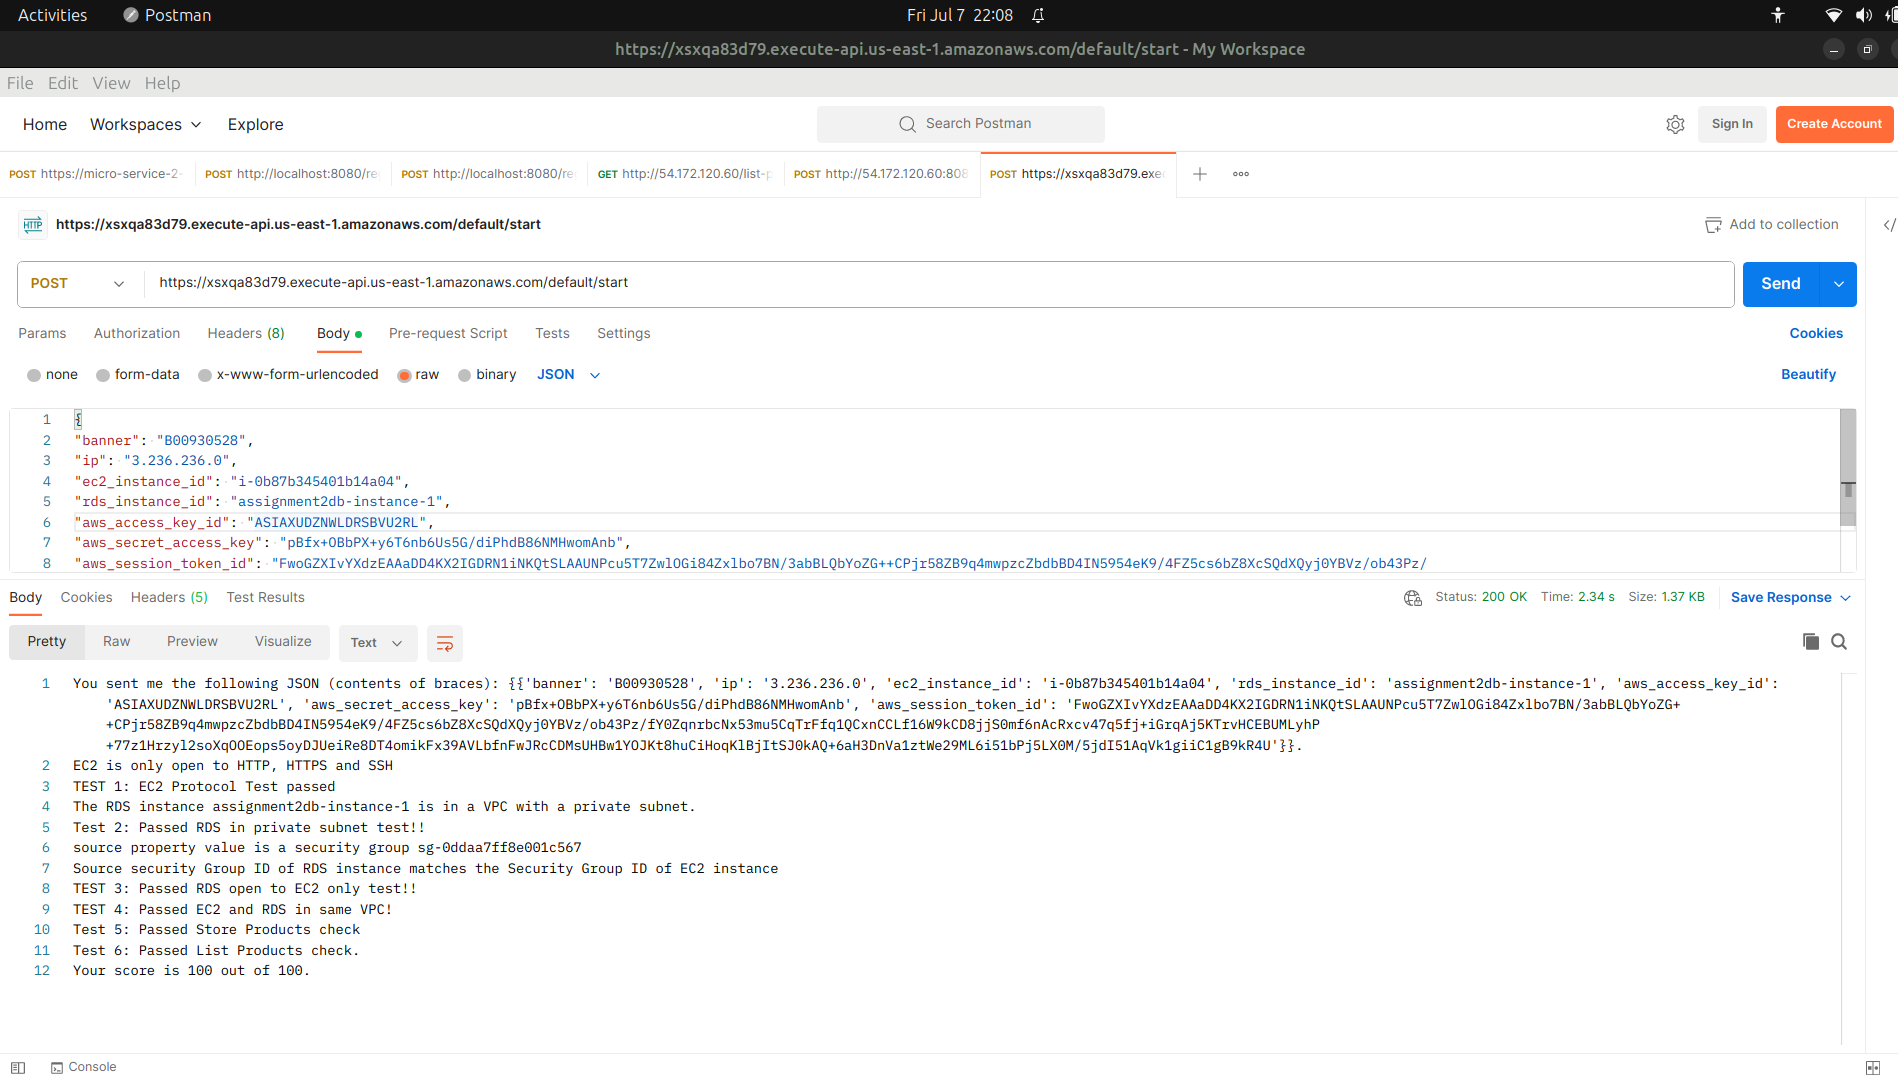 Activities Postman Fri Jul 7 22:08
https://xsxqa83d79.execute-api.us-east-1.amazonaws.com/default/start - My Workspace
File Edit View Help
Home Workspaces Explore Search Postman Sign In Create Account
POST https://micro-service-2- POST http://localhost:8080/re POST http://localhost:8080/re GET http://54.172.120.60/list-p POST http://54.172.120.60:808 POST https://xsxqa83d79.exe
HTTP https://xsxqa83d79.execute-api.us-east-1.amazonaws.com/default/start Add to collection
POST https://xsxqa83d79.execute-api.us-east-1.amazonaws.com/default/start Send
Params Authorization Headers (8) Body Pre-request Script Tests Settings Cookies
none form-data x-www-form-urlencoded raw binary JSON Beautify
1 {
2 "banner": "B00930528",
3 "ip": "3.236.236.0",
4 "ec2_instance_id": "i-0b87b345401b14a04",
5 "rds_instance_id": "assignment2db-instance-1",
6 "aws_access_key_id": "ASIAXUDZNWLDRSBVU2RL",
7 "aws_secret_access_key": "pBfx+OBbPX+y6T6nb6Us5G/diPhdB86NMHwomAnb",
8 "aws_session_token_id": "FwoGZXIvYXdzEAAaDD4KX2IGDRN1iNKQtSLAAUNPcu5T7ZwlOGi84Zxlbo7BN/3abBLQbYoZG++CPjr58ZB9q4mwpzcZbdbBD4IN5954eK9/4FZ5cs6bZ8XcSQdXQyj0YBVz/ob43Pz/
Body Cookies Headers (5) Test Results Status: 200 OK Time: 2.34 s Size: 1.37 KB Save Response
Pretty Raw Preview Visualize Text
1 You sent me the following JSON (contents of braces): {{'banner': 'B00930528', 'ip': '3.236.236.0', 'ec2_instance_id': 'i-0b87b345401b14a04', 'rds_instance_id': 'assignment2db-instance-1', 'aws_access_key_id':
'ASIAXUDZNWLDRSBVU2RL', 'aws_secret_access_key': 'pBfx+OBbPX+y6T6nb6Us5G/diPhdB86NMHwomAnb', 'aws_session_token_id': 'FwoGZXIvYXdzEAAaDD4KX2IGDRN1iNKQtSLAAUNPcu5T7ZwlOGi84Zxlbo7BN/3abBLQbYoZG+
+CPjr58ZB9q4mwpzcZbdbBD4IN5954eK9/4FZ5cs6bZ8XcSQdXQyj0YBVz/ob43Pz/fY0ZqnrbcNx53mu5CqTrFfq1QCxnCCLf16W9kCD8jjS0mf6nAcRxcv47q5fj+iGrqAj5KTrvHCEBUMLyhP
+77z1Hrzyl2soXqOOEops5oyDJUeiRe8DT4omikFx39AVLbfnFwJRcCDMsUHBw1YOJKt8huCiHoqKlBjItSJ0kAQ+6aH3DnVa1ztWe29ML6i51bPj5LX0M/5jdI51AqVk1giiC1gB9kR4U'}}.
2 EC2 is only open to HTTP, HTTPS and SSH
3 TEST 1: EC2 Protocol Test passed
4 The RDS instance assignment2db-instance-1 is in a VPC with a private subnet.
5 Test 2: Passed RDS in private subnet test!!
6 source property value is a security group sg-0ddaa7ff8e001c567
7 Source security Group ID of RDS instance matches the Security Group ID of EC2 instance
8 TEST 3: Passed RDS open to EC2 only test!!
9 TEST 4: Passed EC2 and RDS in same VPC!
10 Test 5: Passed Store Products check
11 Test 6: Passed List Products check.
12 Your score is 100 out of 100.
Console